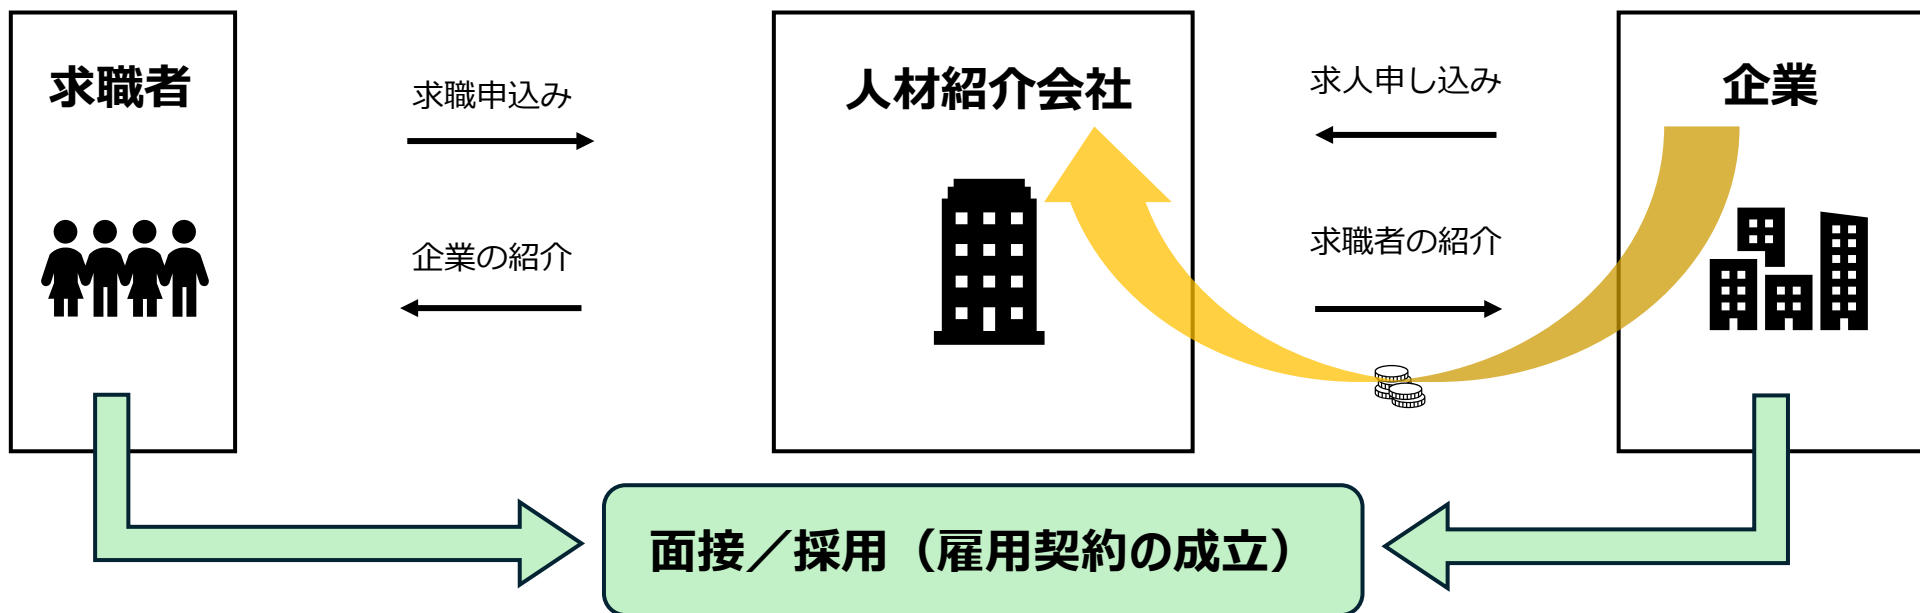 求職者
求職申込み
企業の紹介
人材紹介会社
求人申し込み
求職者の紹介
企業
面接／採用（雇用契約の成立）